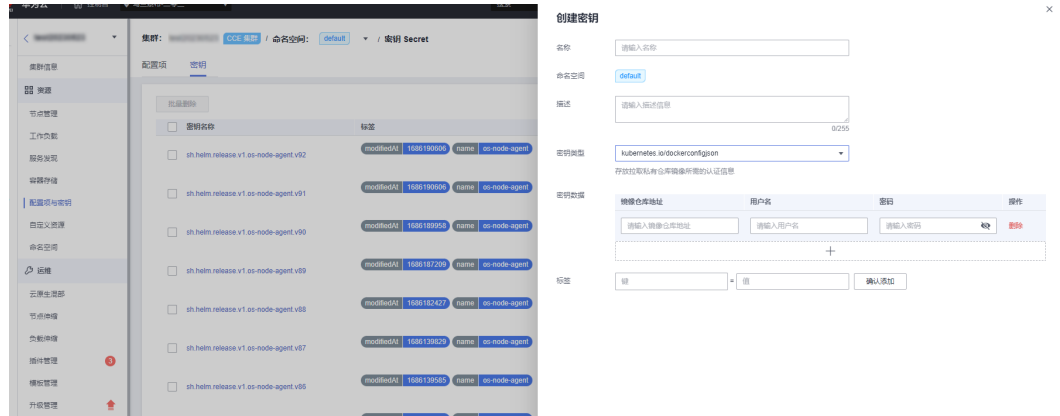 集群: CCE 集群 / 命名空间: default / 密钥 Secret
集群信息
资源
节点管理
工作负载
服务发现
容器存储
配置项与密钥
自定义资源
命名空间
运维
云原生混部
节点伸缩
负载伸缩
插件管理 3
模板管理
升级管理
配置项 密钥
批量删除
密钥名称 标签
sh.helm.release.v1.os-node-agent.v92 modifiedAt 1686190606 name os-node-agent
sh.helm.release.v1.os-node-agent.v91 modifiedAt 1686190606 name os-node-agent
sh.helm.release.v1.os-node-agent.v90 modifiedAt 1686189958 name os-node-agent
sh.helm.release.v1.os-node-agent.v89 modifiedAt 1686187209 name os-node-agent
sh.helm.release.v1.os-node-agent.v88 modifiedAt 1686182427 name os-node-agent
sh.helm.release.v1.os-node-agent.v87 modifiedAt 1686139829 name os-node-agent
sh.helm.release.v1.os-node-agent.v86 modifiedAt 1686139585 name os-node-agent
创建密钥
名称 请输入名称
命名空间 default
描述 请输入描述信息
0/255
密钥类型 kubernetes.io/dockerconfigjson
存放拉取私有仓库镜像所需的认证信息
密钥数据 镜像仓库地址 用户名 密码 操作
请输入镜像仓库地址 请输入用户名 请输入密码 删除
+
标签 键 = 值 确认添加